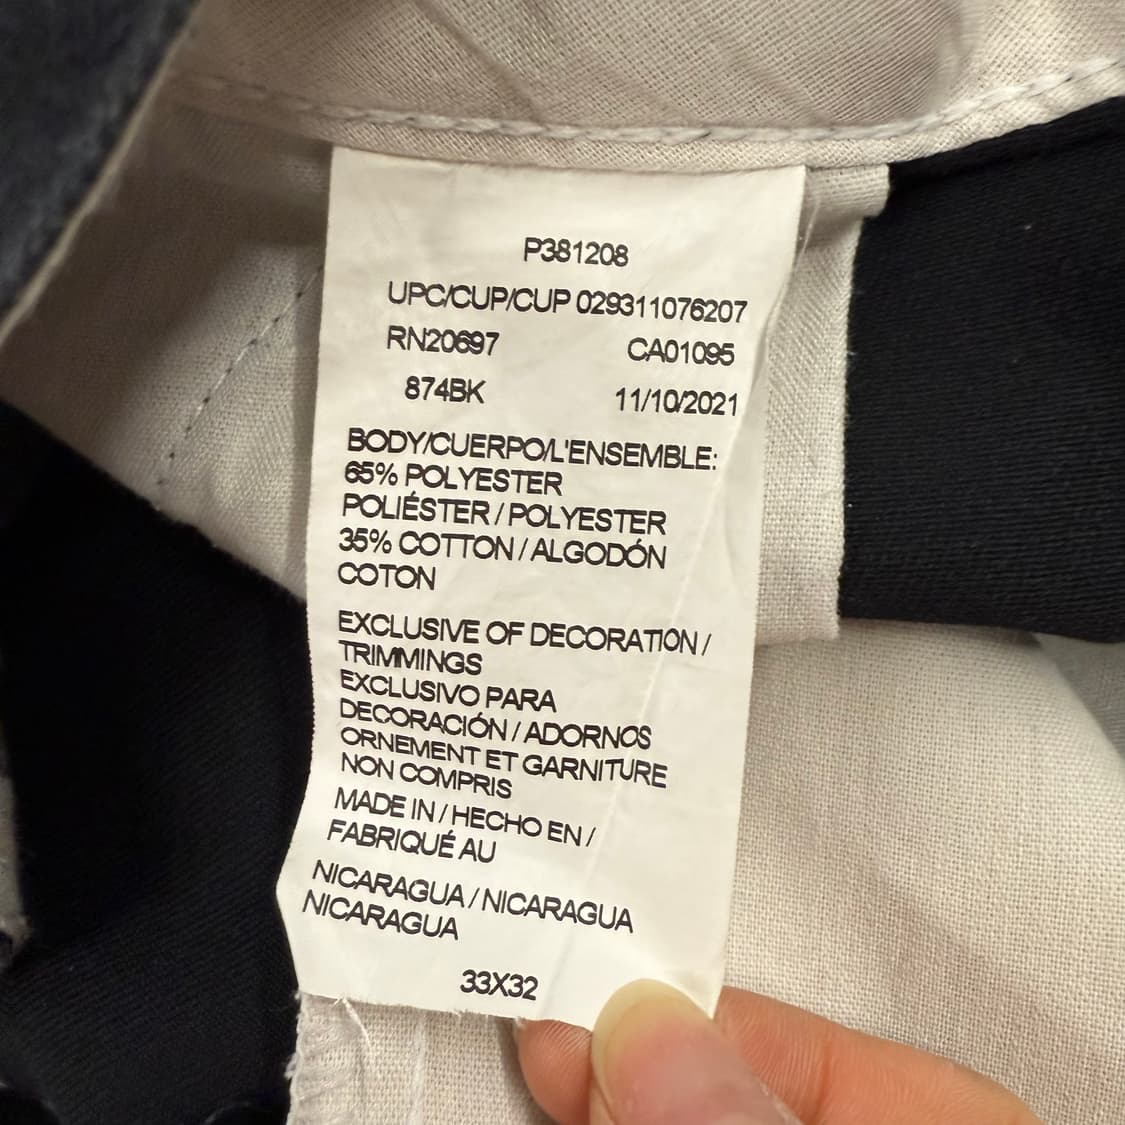 P381208
UPC/CUP/CUP 029311076207
RN20697 CA01095
874BK 11/10/2021
BODY/CUERPO/L'ENSEMBLE:
65% POLYESTER
POLIÉSTER / POLYESTER
35% COTTON / ALGODÓN
COTON
EXCLUSIVE OF DECORATION /
TRIMMINGS
EXCLUSIVO PARA
DECORACIÓN / ADORNOS
ORNEMENT ET GARNITURE
NON COMPRIS
MADE IN / HECHO EN /
FABRIQUÉ AU
NICARAGUA / NICARAGUA
NICARAGUA
33X32